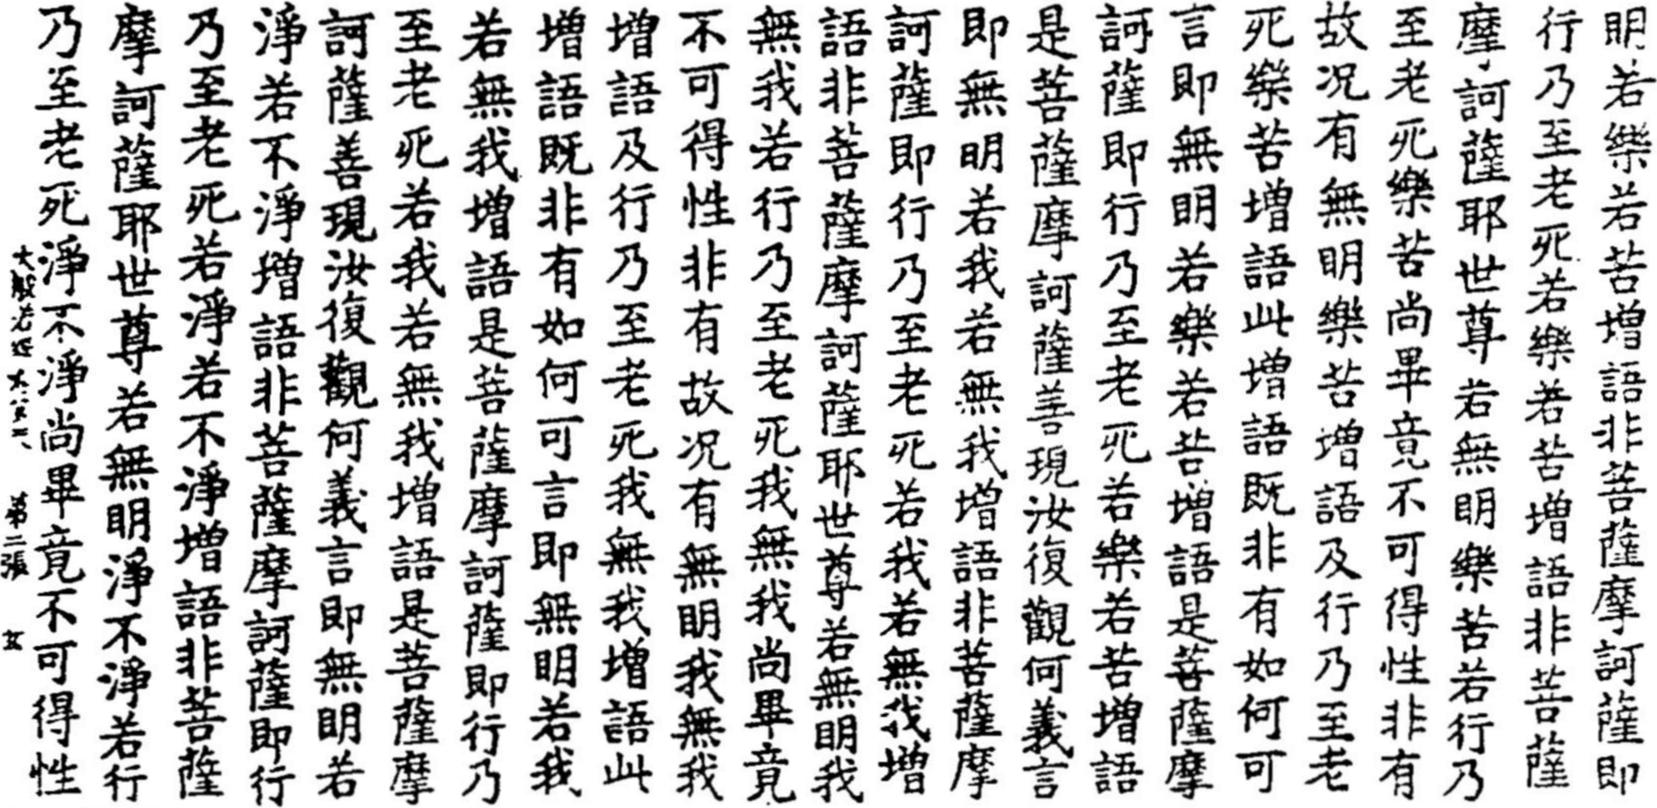 明若樂若苦增語非菩薩摩訶薩即
行乃至老死若樂若苦增語非菩薩
摩訶薩耶世尊若無明樂苦若行乃
至老死樂苦尚畢竟不可得性非有
故况有無明樂苦增語及行乃至老
死樂苦增語此增語既非有如何可
言即無明若樂若苦增語是菩薩摩
訶薩即行乃至老死若樂若苦增語
是菩薩摩訶薩善現汝復觀何義言
即無明若我若無我增語非菩薩摩
訶薩即行乃至老死若我若無我增
語非菩薩摩訶薩耶世尊若無明我
無我若行乃至老死我無我尚畢竟
不可得性非有故况有無明我無我
增語及行乃至老死我無我增語此
增語既非有如何可言即無明若我
若無我增語是菩薩摩訶薩即行乃
至老死若我若無我增語是菩薩摩
訶薩善現汝復觀何義言即無明若
淨若不淨增語非菩薩摩訶薩即行
乃至老死若淨若不淨增語非菩薩
摩訶薩耶世尊若無明淨不淨若行
乃至老死淨不淨尚畢竟不可得性
大般若經 第二張